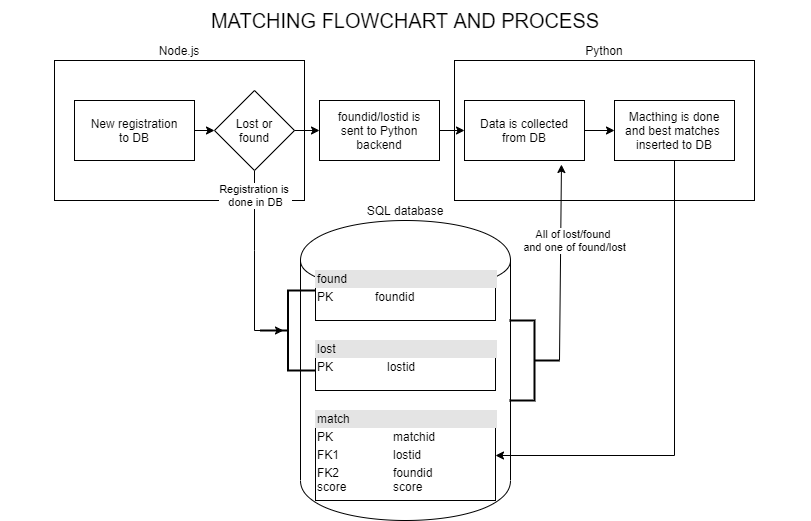 MATCHING FLOWCHART AND PROCESS
Node.js
Python
New registration
to DB
Lost or
found
foundid/lostid is
sent to Python
backend
Data is collected
from DB
Macthing is done
and best matches
inserted to DB
Registration is
done in DB
SQL database
All of lost/found
and one of found/lost
found
PK foundid
lost
PK lostid
match
PK matchid
FK1 lostid
FK2 foundid
score score